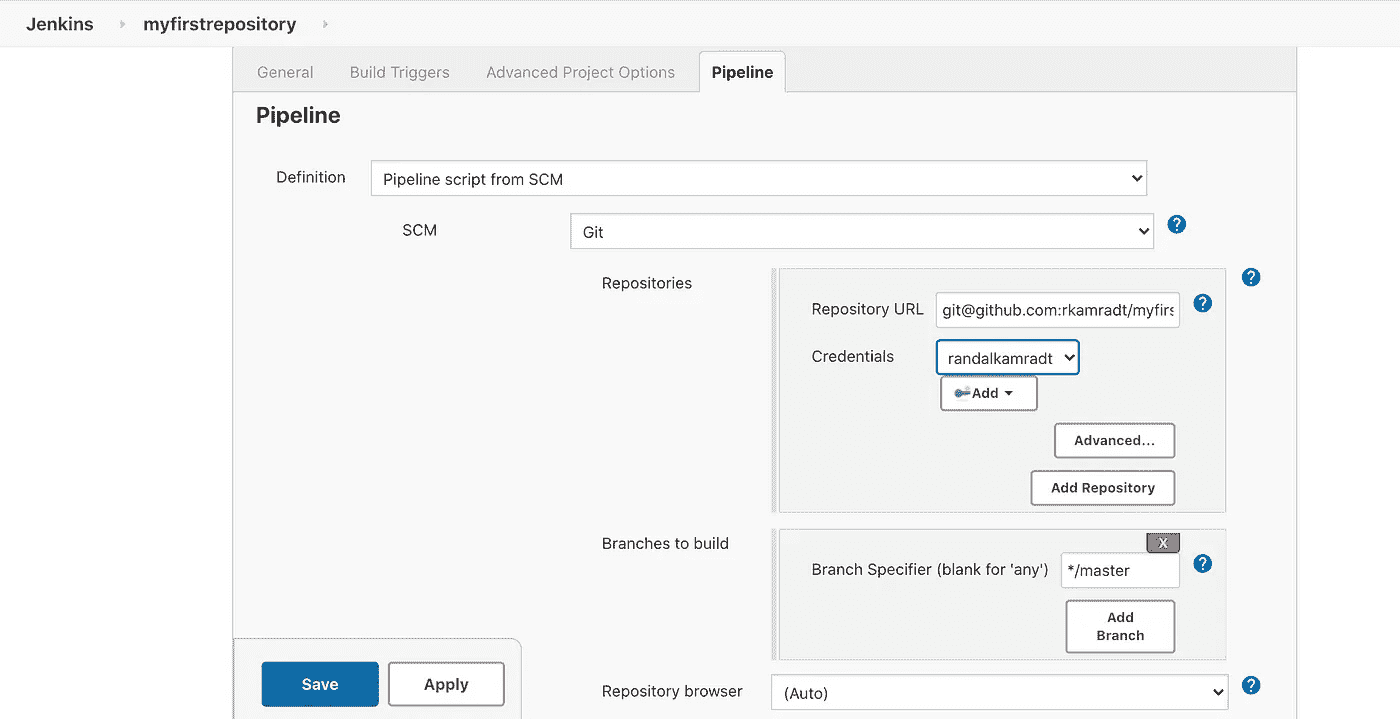 Jenkins myfirstrepository
General Build Triggers Advanced Project Options Pipeline
Pipeline
Definition Pipeline script from SCM
SCM Git ?
Repositories ?
Repository URL git@github.com:rkamradt/myfirs ?
Credentials randalkamradt
Add
Advanced...
Add Repository
Branches to build X
Branch Specifier (blank for 'any') */master ?
Add
Branch
Save Apply
Repository browser (Auto) ?